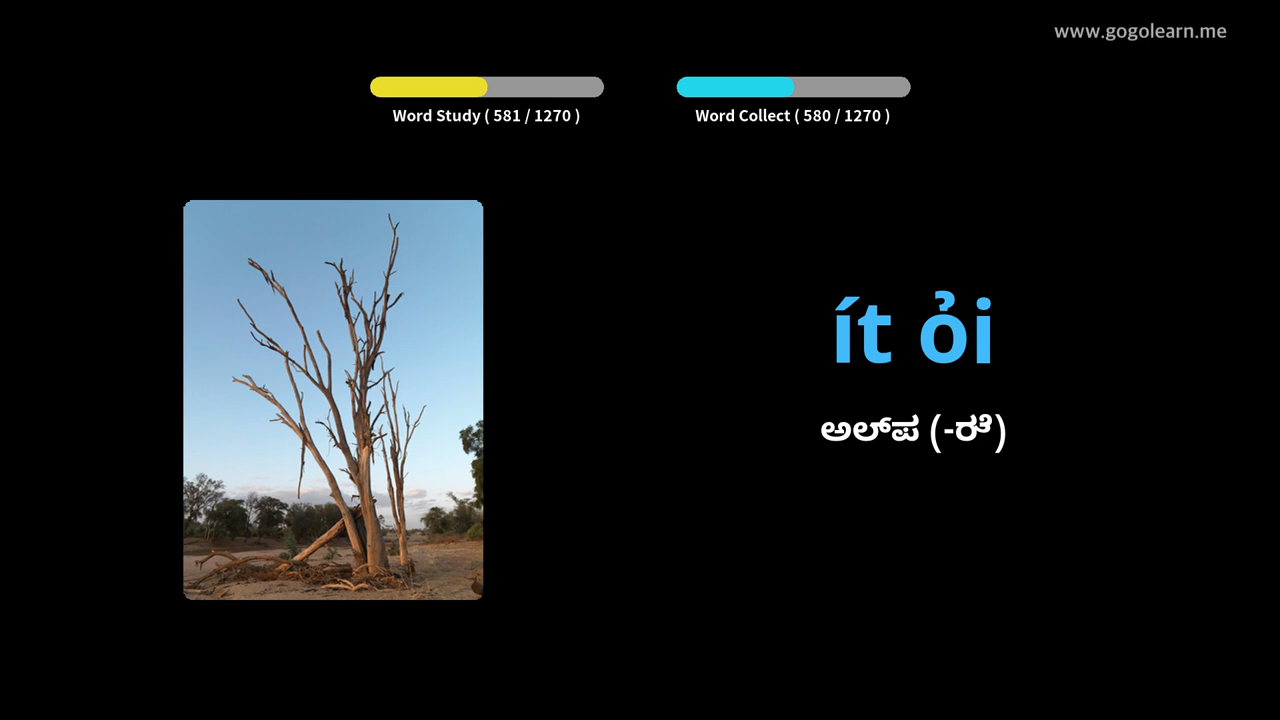 www.gogolearn.me
Word Study ( 581 / 1270 )
Word Collect ( 580 / 1270 )
ít ỏi
ಅಲ್‌ಪ (-ಠಿ)